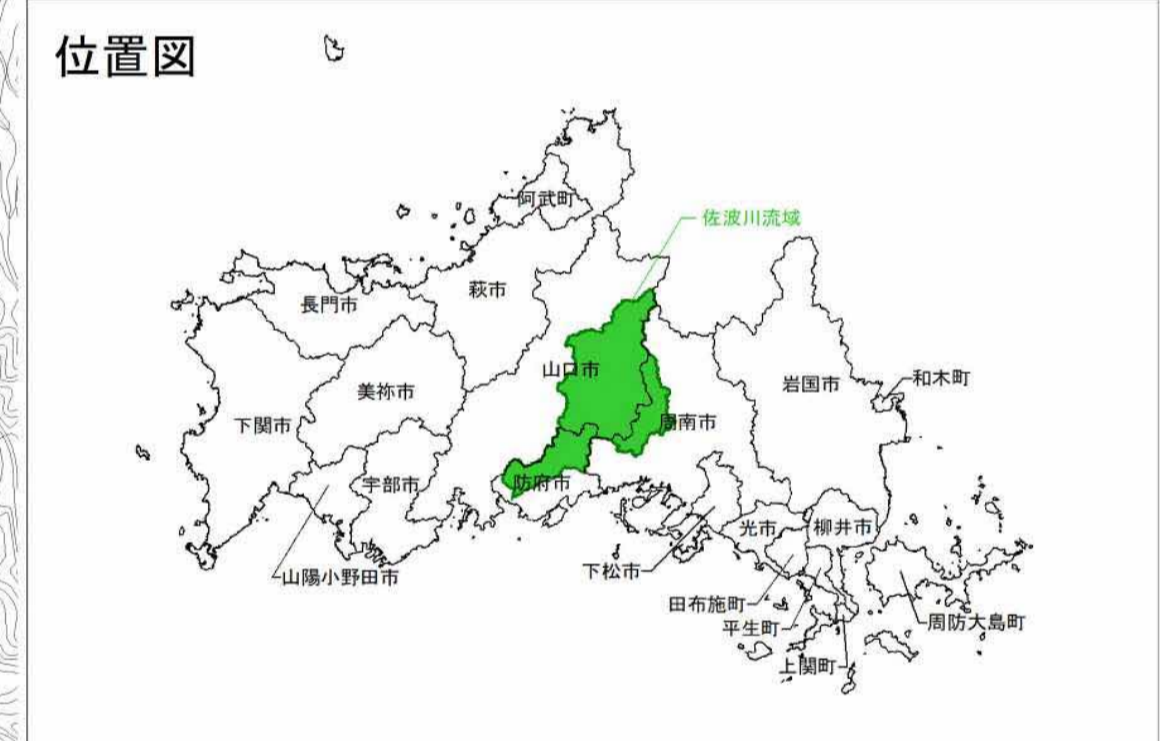 位置図
阿武町
佐波川流域
萩市
長門市
山口市
和木町
岩国市
美祢市
周南市
下関市
防府市
宇部市
光市
柳井市
下松市
山陽小野田市
田布施町
周防大島町
平生町
上関町